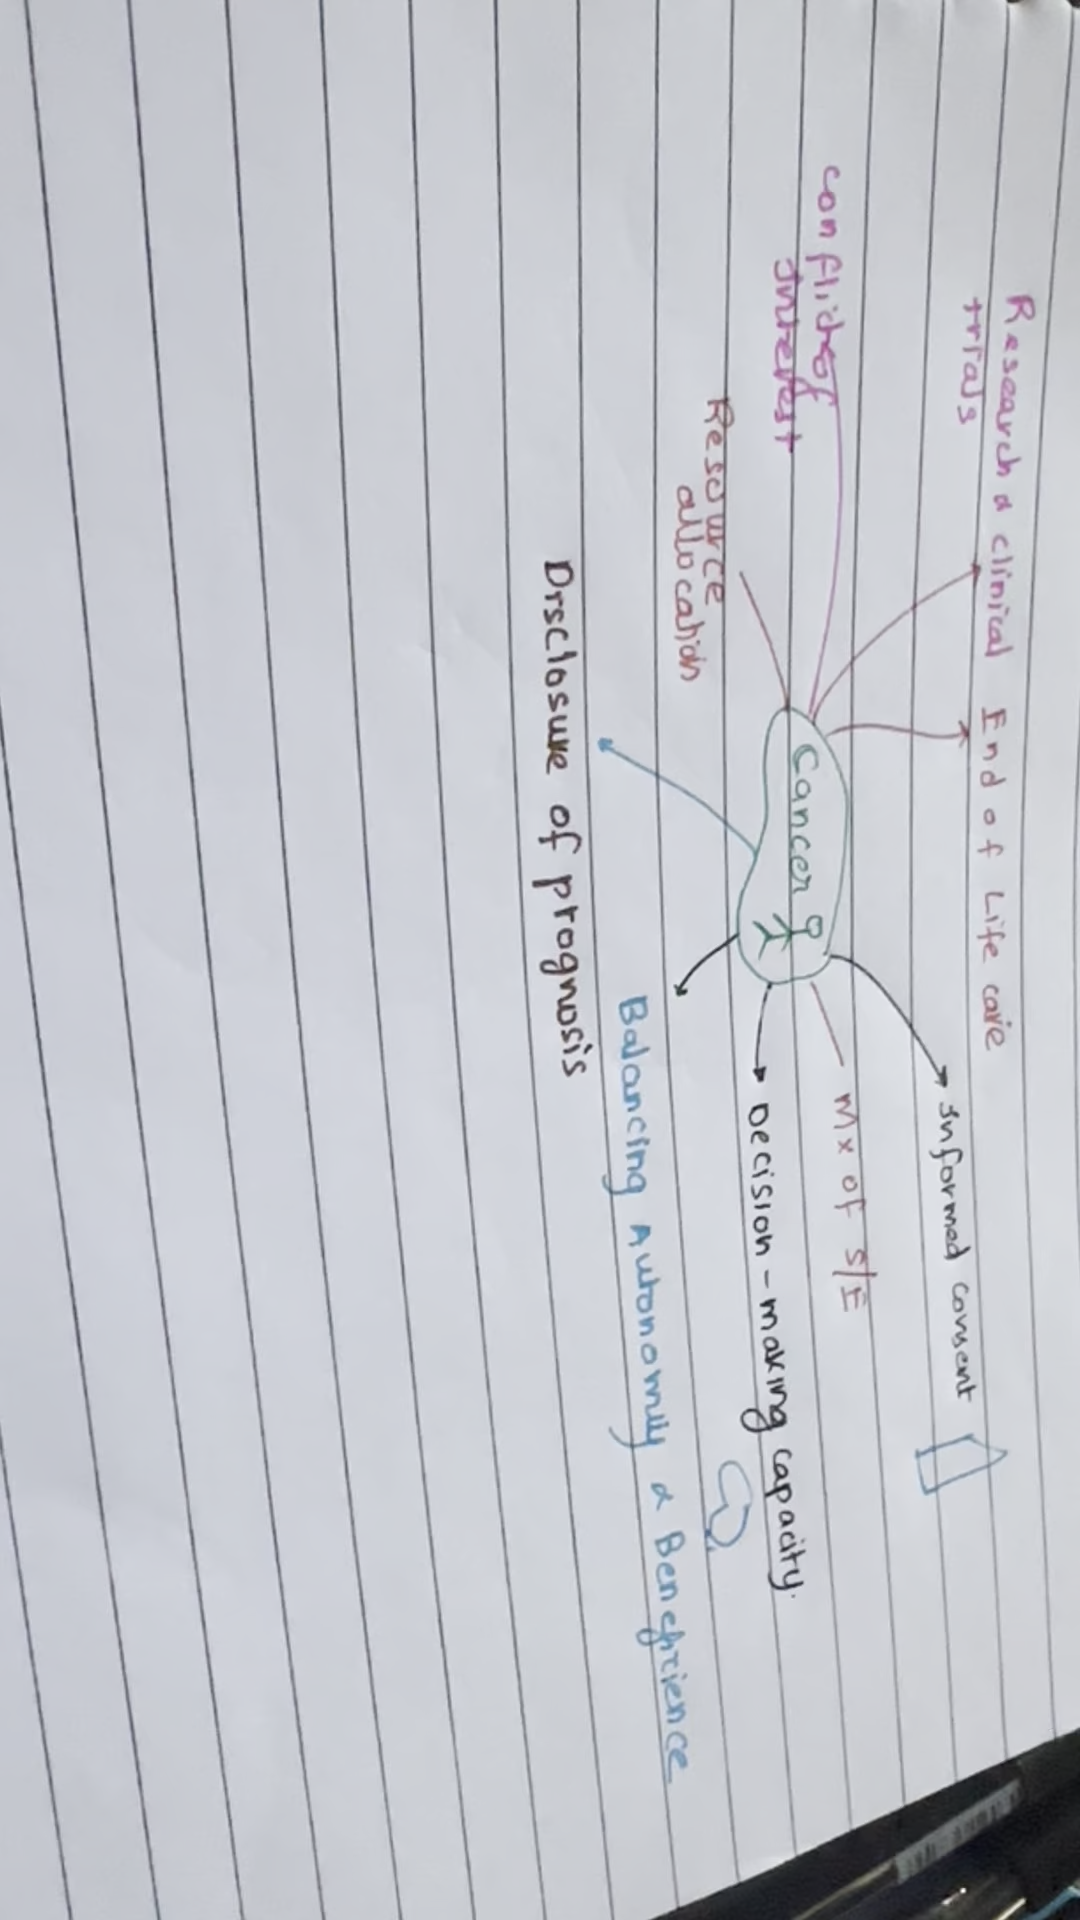 Research & clinical
trials
End of Life care
Informed consent
conflict of
Interest
Mx of S/E
Cancer
Decision-making capacity.
Resource
allocation
Balancing Autonomy & Beneficience
Disclosure of prognosis